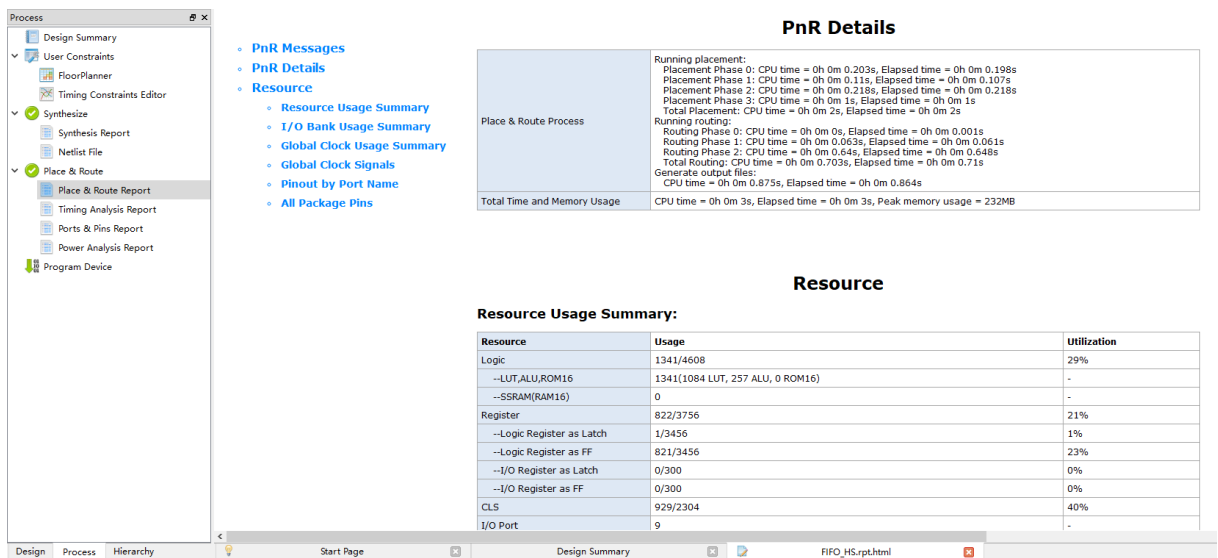 Process
Design Summary
User Constraints
FloorPlanner
Timing Constraints Editor
Synthesize
Synthesis Report
Netlist File
Place & Route
Place & Route Report
Timing Analysis Report
Ports & Pins Report
Power Analysis Report
Program Device
Design Process Hierarchy
PnR Messages
PnR Details
Resource
Resource Usage Summary
I/O Bank Usage Summary
Global Clock Usage Summary
Global Clock Signals
Pinout by Port Name
All Package Pins
PnR Details
Place & Route Process
Running placement:
Placement Phase 0: CPU time = 0h 0m 0.203s, Elapsed time = 0h 0m 0.198s
Placement Phase 1: CPU time = 0h 0m 0.11s, Elapsed time = 0h 0m 0.107s
Placement Phase 2: CPU time = 0h 0m 0.218s, Elapsed time = 0h 0m 0.218s
Placement Phase 3: CPU time = 0h 0m 1s, Elapsed time = 0h 0m 1s
Total Placement: CPU time = 0h 0m 2s, Elapsed time = 0h 0m 2s
Running routing:
Routing Phase 0: CPU time = 0h 0m 0s, Elapsed time = 0h 0m 0.001s
Routing Phase 1: CPU time = 0h 0m 0.063s, Elapsed time = 0h 0m 0.061s
Routing Phase 2: CPU time = 0h 0m 0.64s, Elapsed time = 0h 0m 0.648s
Total Routing: CPU time = 0h 0m 0.703s, Elapsed time = 0h 0m 0.71s
Generate output files:
CPU time = 0h 0m 0.875s, Elapsed time = 0h 0m 0.864s
Total Time and Memory Usage CPU time = 0h 0m 3s, Elapsed time = 0h 0m 3s, Peak memory usage = 232MB
Resource
Resource Usage Summary:
Resource Usage Utilization
Logic 1341/4608 29%
--LUT,ALU,ROM16 1341(1084 LUT, 257 ALU, 0 ROM16) -
--SSRAM(RAM16) 0 -
Register 822/3756 21%
--Logic Register as Latch 1/3456 1%
--Logic Register as FF 821/3456 23%
--I/O Register as Latch 0/300 0%
--I/O Register as FF 0/300 0%
CLS 929/2304 40%
I/O Port 9 -
Start Page Design Summary FIFO_HS.rpt.html